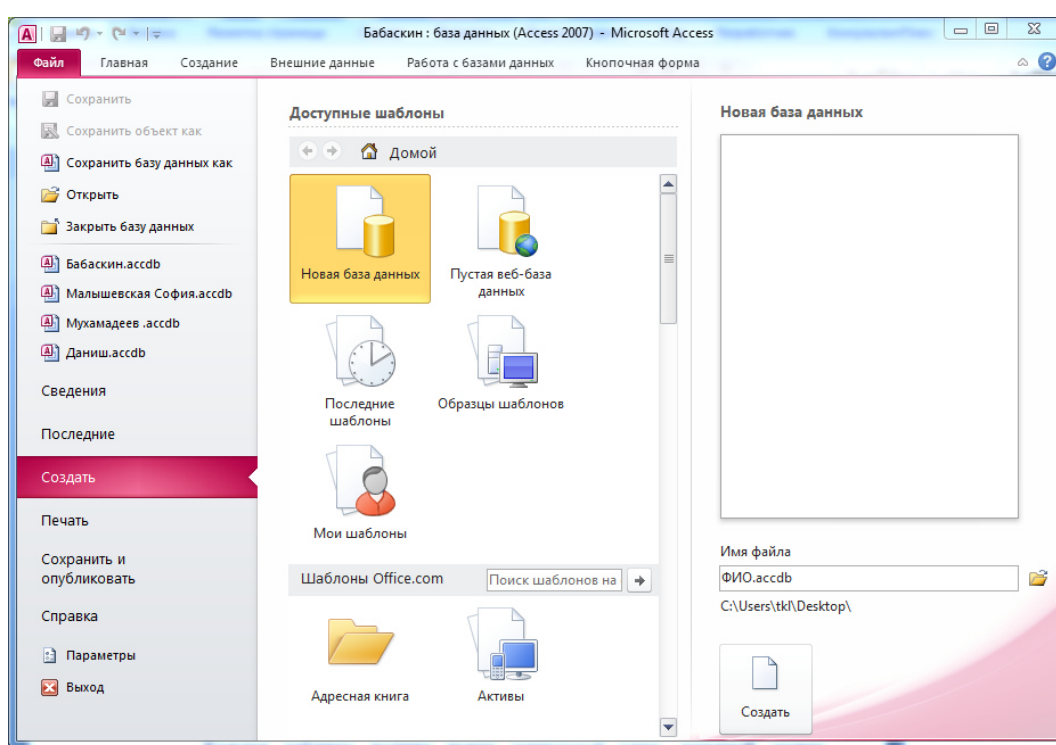 Бабаскин : база данных (Access 2007) - Microsoft Access
Файл Главная Создание Внешние данные Работа с базами данных Кнопочная форма
Сохранить
Сохранить объект как
Сохранить базу данных как
Открыть
Закрыть базу данных
Бабаскин.accdb
Малышевская София.accdb
Мухамадеев .accdb
Даниш.accdb
Сведения
Последние
Создать
Печать
Сохранить и
опубликовать
Справка
Параметры
Выход
Доступные шаблоны
Домой
Новая база данных
Пустая веб-база
данных
Последние
шаблоны
Образцы шаблонов
Мои шаблоны
Шаблоны Office.com
Поиск шаблонов на
Адресная книга
Активы
Новая база данных
Имя файла
ФИО.accdb
C:\Users\tkl\Desktop\
Создать